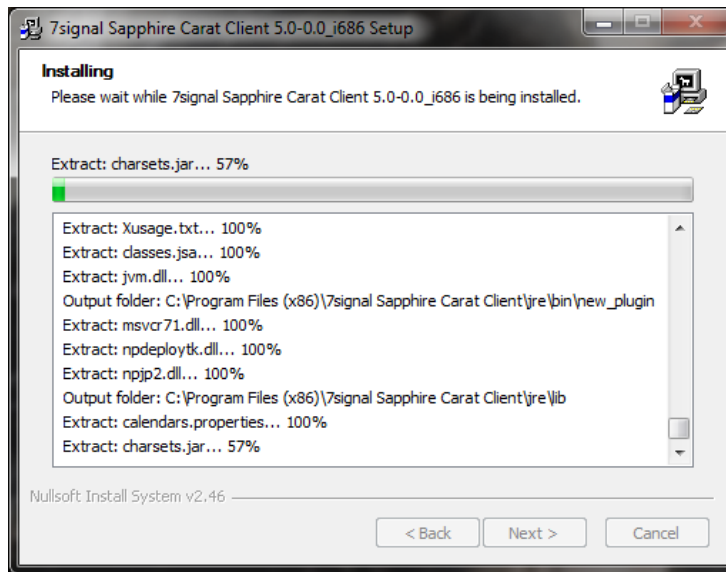 7signal Sapphire Carat Client 5.0-0.0_i686 Setup
Installing
Please wait while 7signal Sapphire Carat Client 5.0-0.0_i686 is being installed.
Extract: charsets.jar... 57%
Extract: Xusage.txt... 100%
Extract: classes.jsa... 100%
Extract: jvm.dll... 100%
Output folder: C:\Program Files (x86)\7signal Sapphire Carat Client\jre\bin\new_plugin
Extract: msvcr71.dll... 100%
Extract: npdeploytk.dll... 100%
Extract: npjp2.dll... 100%
Output folder: C:\Program Files (x86)\7signal Sapphire Carat Client\jre\lib
Extract: calendars.properties... 100%
Extract: charsets.jar... 57%
Nullsoft Install System v2.46
< Back Next > Cancel